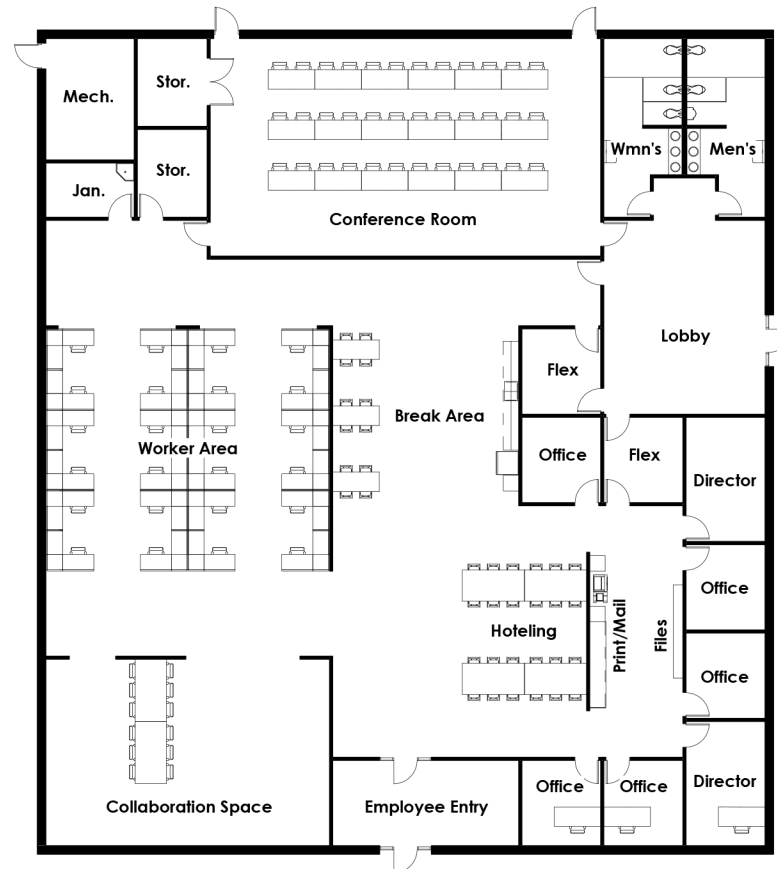 Mech.
Stor.
Stor.
Jan.
Wmn's
Men's
Conference Room
Lobby
Flex
Break Area
Worker Area
Office
Flex
Director
Office
Hoteling
Print/Mail
Files
Office
Director
Office
Office
Collaboration Space
Employee Entry